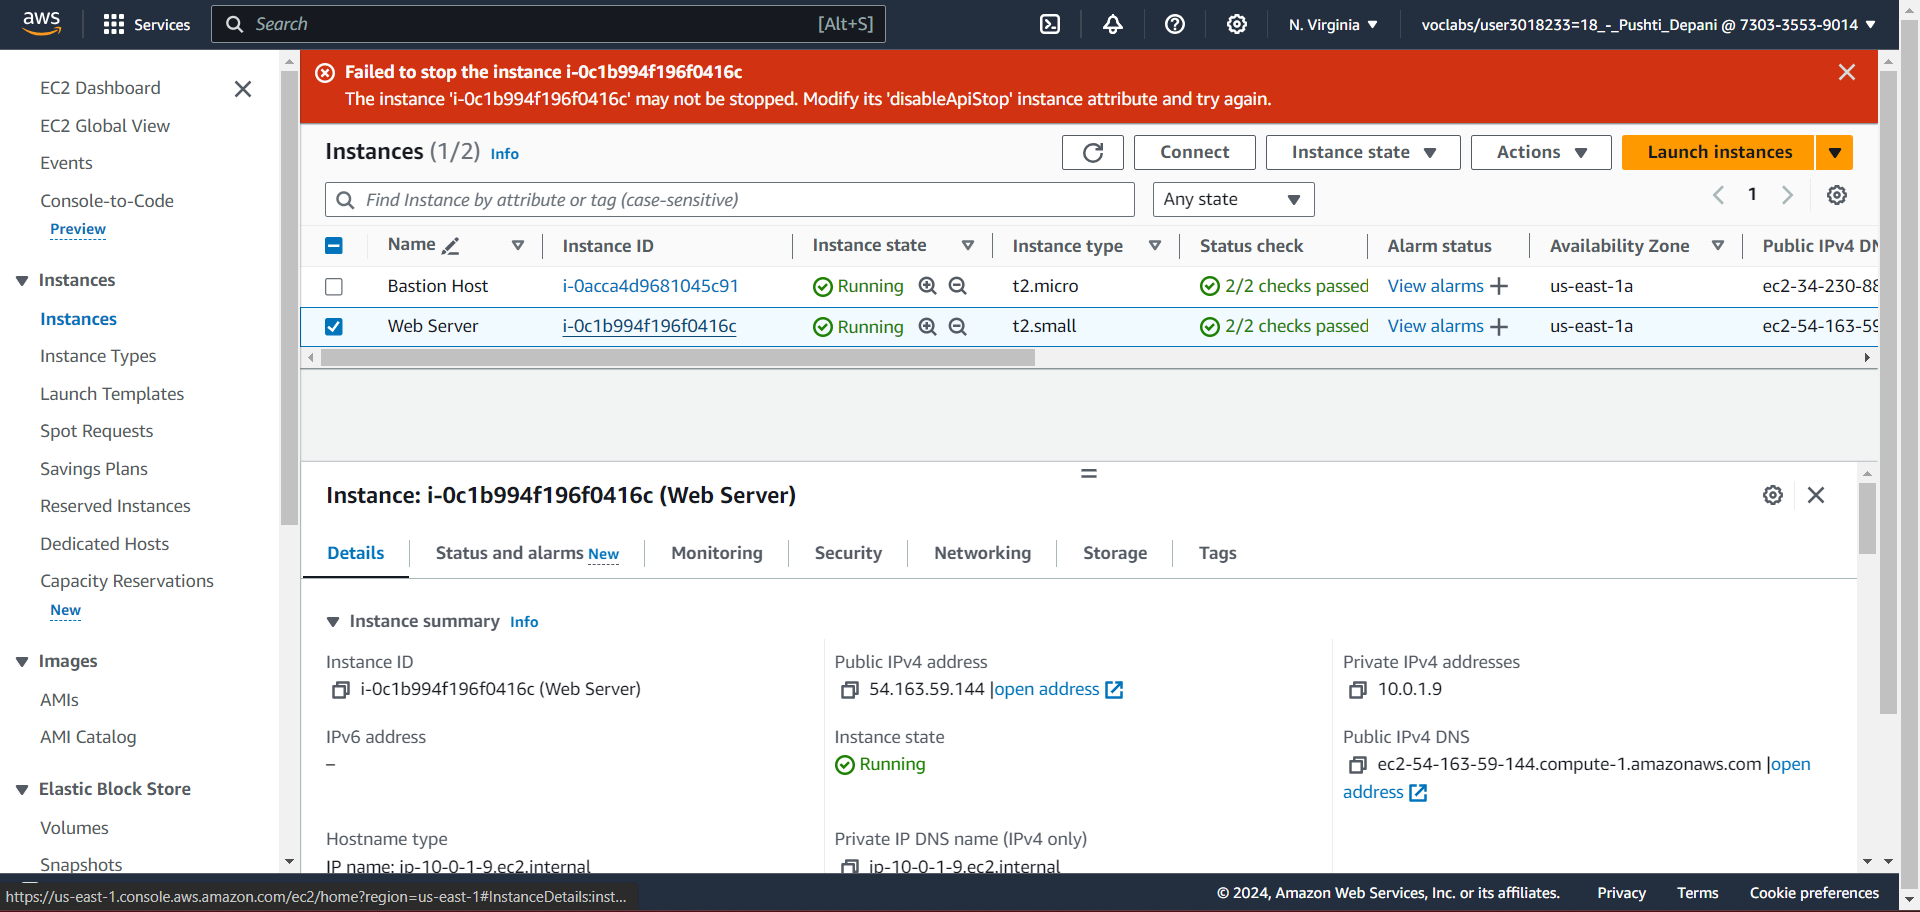 aws
Services
Search
[Alt+S]
N. Virginia
voclabs/user3018233=18_-_Pushti_Depani @ 7303-3553-9014
EC2 Dashboard
EC2 Global View
Events
Console-to-Code
Preview
Instances
Instances
Instance Types
Launch Templates
Spot Requests
Savings Plans
Reserved Instances
Dedicated Hosts
Capacity Reservations
New
Images
AMIs
AMI Catalog
Elastic Block Store
Volumes
Snapshots
Failed to stop the instance i-0c1b994f196f0416c
The instance 'i-0c1b994f196f0416c' may not be stopped. Modify its 'disableApiStop' instance attribute and try again.
Instances (1/2) Info
Connect
Instance state
Actions
Launch instances
Find Instance by attribute or tag (case-sensitive)
Any state
1
Name Instance ID Instance state Instance type Status check Alarm status Availability Zone Public IPv4 DN
Bastion Host i-0acca4d9681045c91 Running t2.micro 2/2 checks passed View alarms us-east-1a ec2-34-230-88
Web Server i-0c1b994f196f0416c Running t2.small 2/2 checks passed View alarms us-east-1a ec2-54-163-59
Instance: i-0c1b994f196f0416c (Web Server)
Details Status and alarms New Monitoring Security Networking Storage Tags
Instance summary Info
Instance ID
i-0c1b994f196f0416c (Web Server)
Public IPv4 address
54.163.59.144 |open address
Private IPv4 addresses
10.0.1.9
IPv6 address
–
Instance state
Running
Public IPv4 DNS
ec2-54-163-59-144.compute-1.amazonaws.com |open
address
Hostname type
IP name: ip-10-0-1-9.ec2.internal
Private IP DNS name (IPv4 only)
ip-10-0-1-9.ec2.internal
https://us-east-1.console.aws.amazon.com/ec2/home?region=us-east-1#InstanceDetails:inst...
© 2024, Amazon Web Services, Inc. or its affiliates.
Privacy
Terms
Cookie preferences